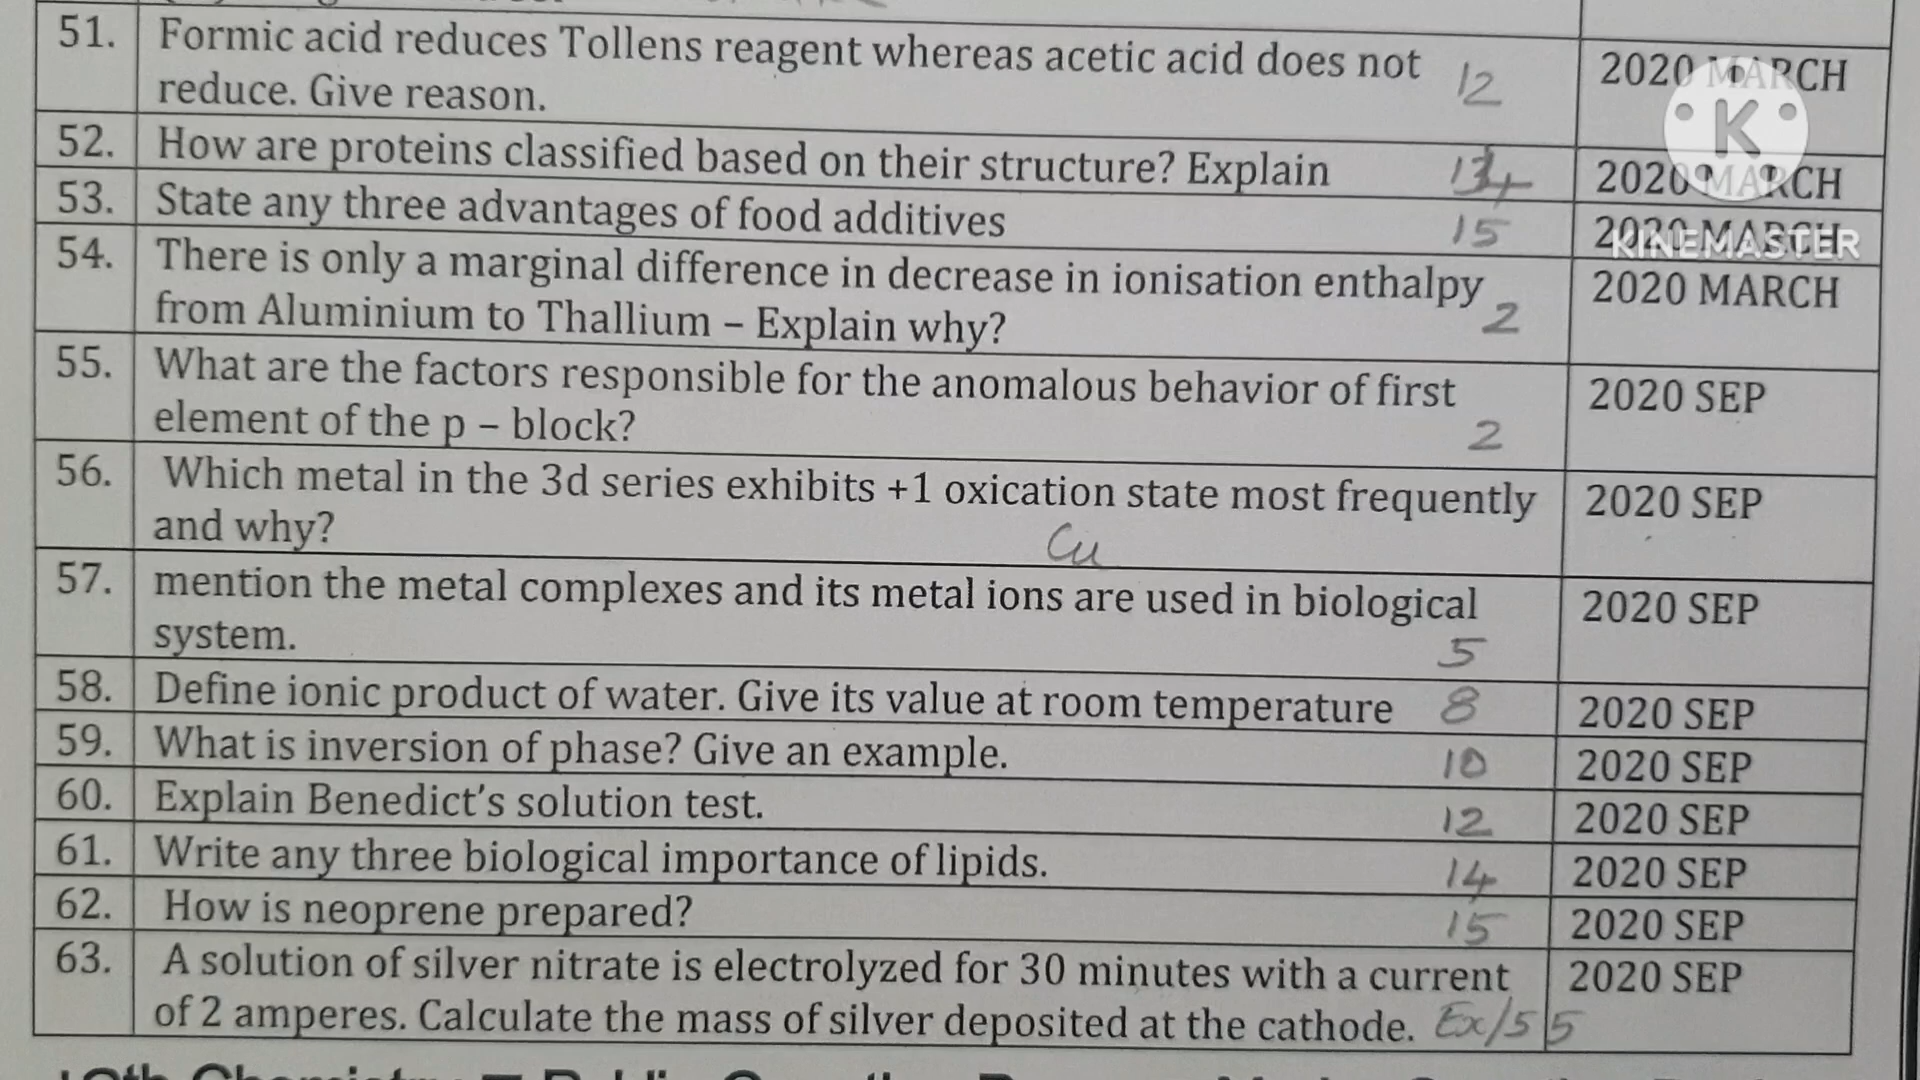 51. Formic acid reduces Tollens reagent whereas acetic acid does not 12 2020 MARCH
reduce. Give reason.
K
52. How are proteins classified based on their structure? Explain 14 2020 MARCH
53. State any three advantages of food additives 15 2020 MARCH
KINEMASTER
54. There is only a marginal difference in decrease in ionisation enthalpy 2 2020 MARCH
from Aluminium to Thallium – Explain why?
55. What are the factors responsible for the anomalous behavior of first 2020 SEP
element of the p – block? 2
56. Which metal in the 3d series exhibits +1 oxication state most frequently 2020 SEP
and why? Cu
57. mention the metal complexes and its metal ions are used in biological 2020 SEP
system. 5
58. Define ionic product of water. Give its value at room temperature 8 2020 SEP
59. What is inversion of phase? Give an example. 10 2020 SEP
60. Explain Benedict's solution test. 12 2020 SEP
61. Write any three biological importance of lipids. 14 2020 SEP
62. How is neoprene prepared? 15 2020 SEP
63. A solution of silver nitrate is electrolyzed for 30 minutes with a current 2020 SEP
of 2 amperes. Calculate the mass of silver deposited at the cathode. Ex/55